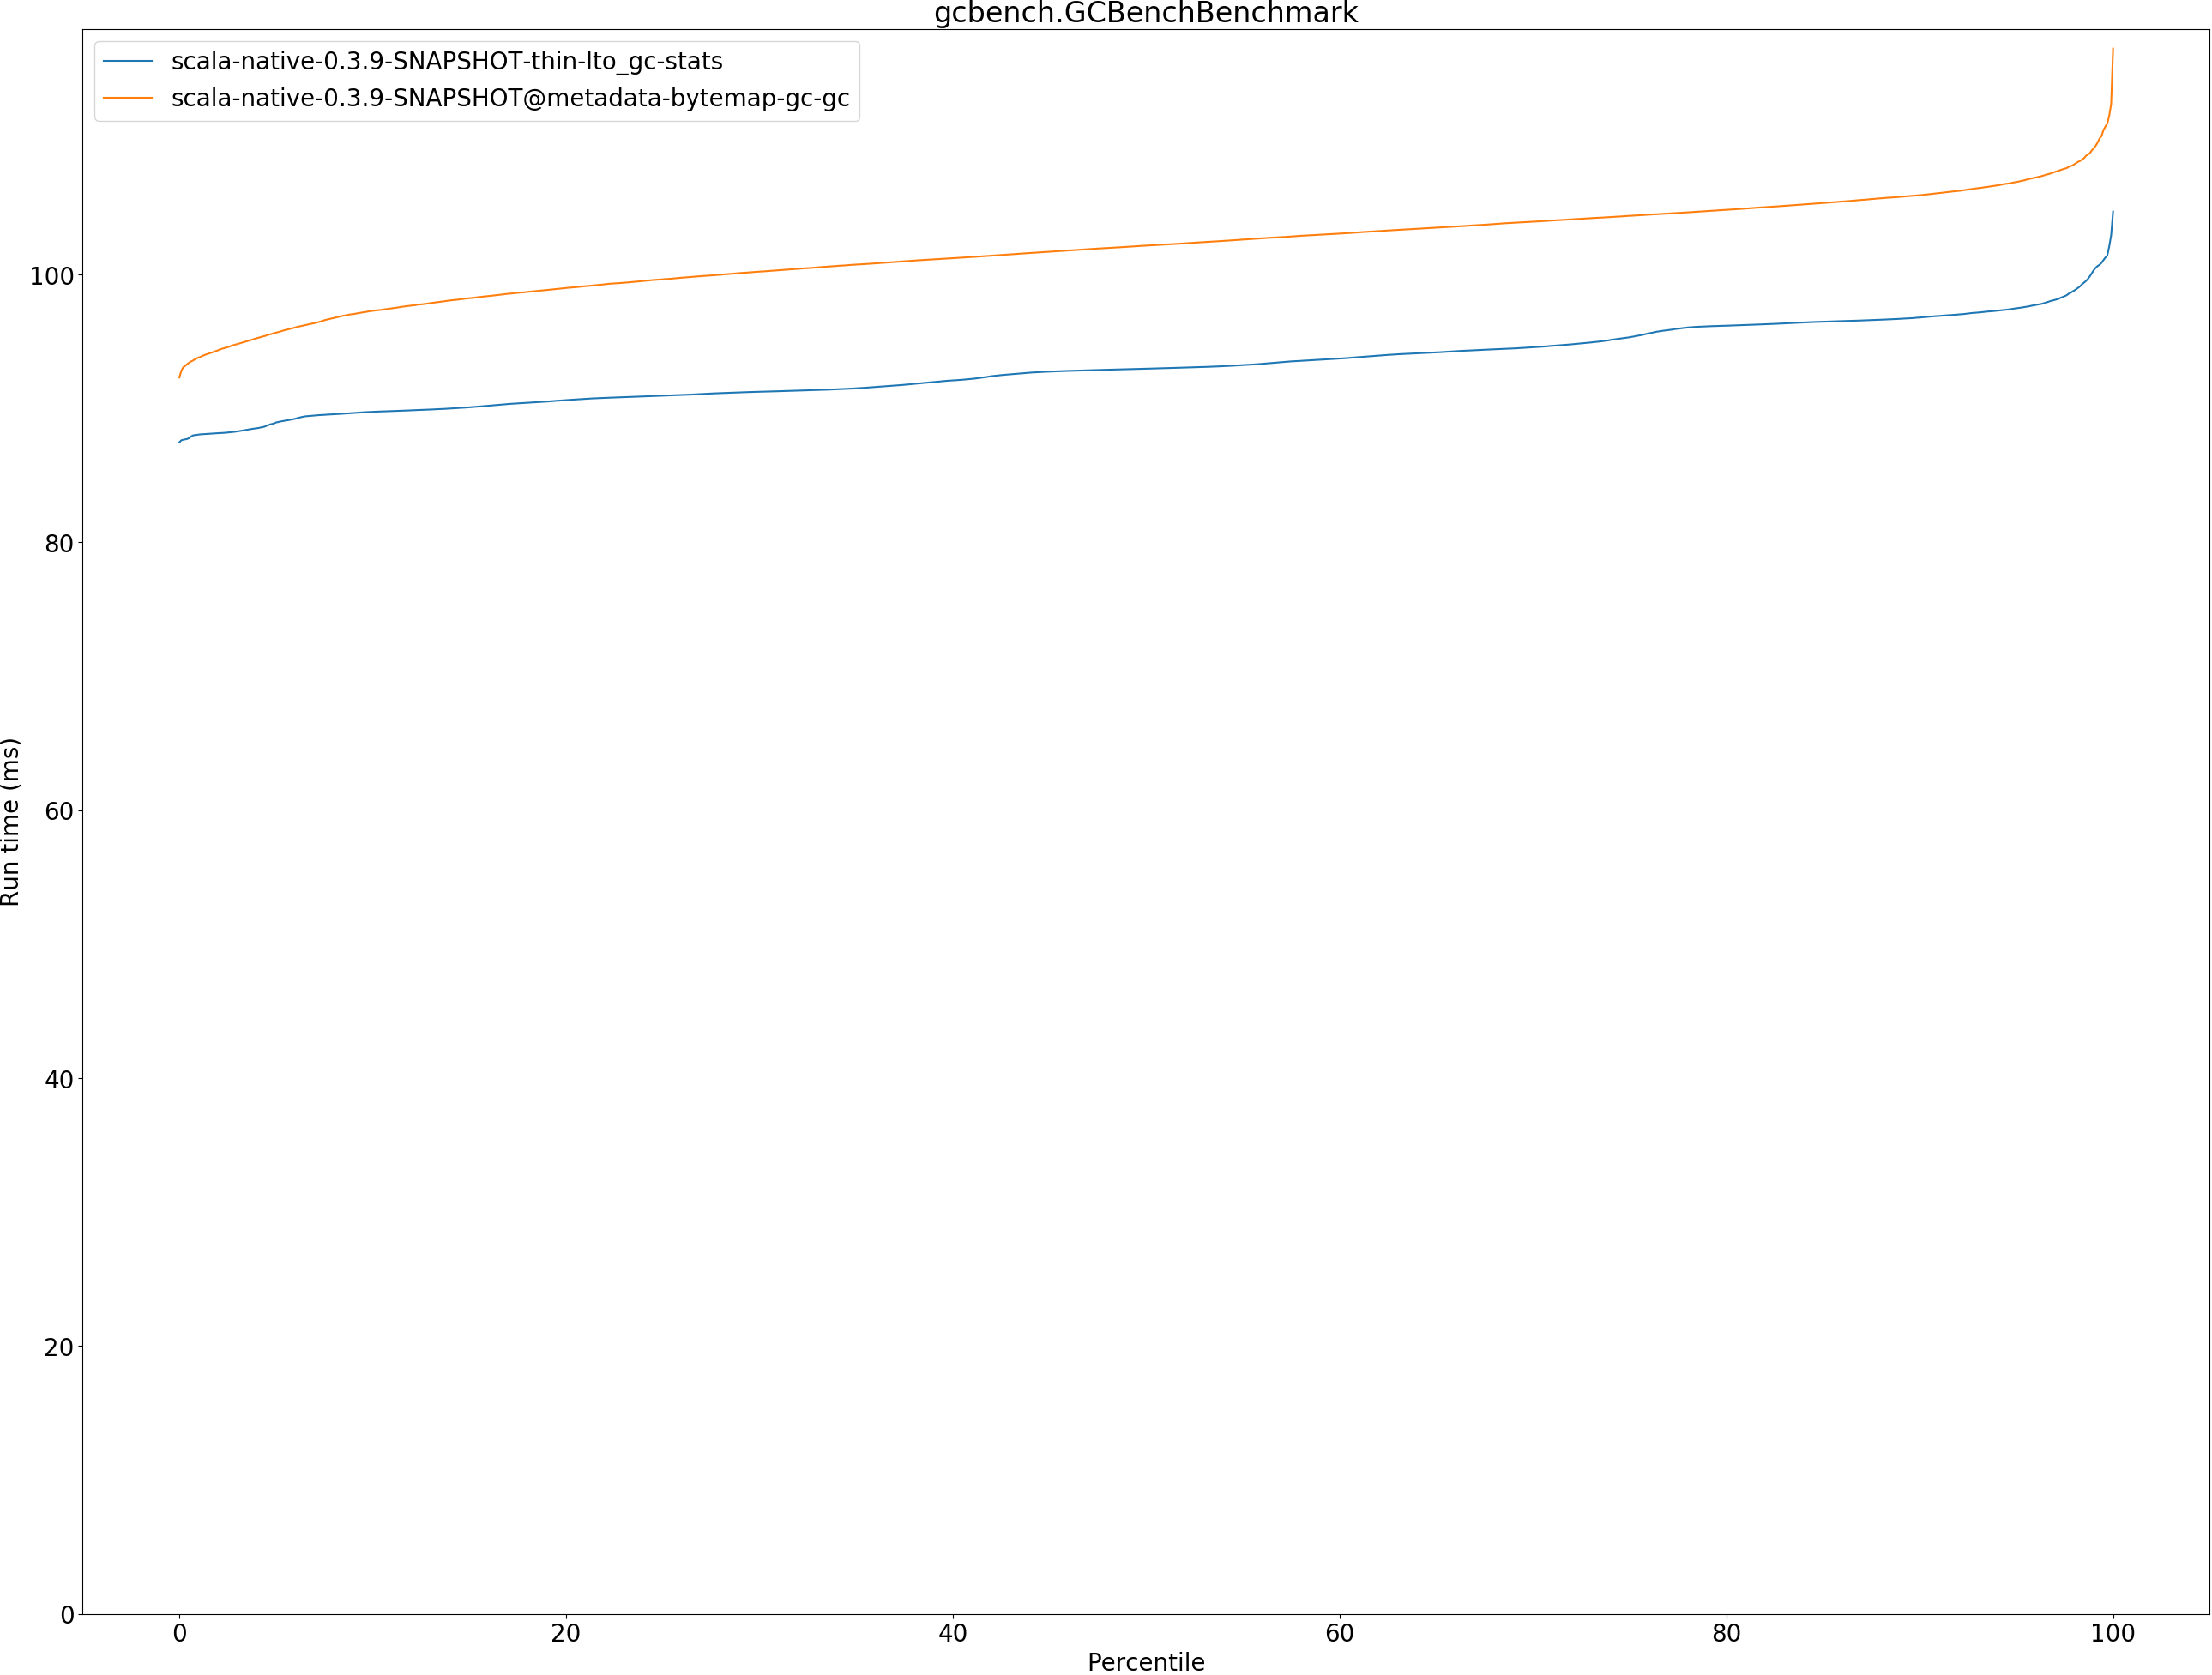 gcbench.GCBenchBenchmark
scala-native-0.3.9-SNAPSHOT-thin-lto_gc-stats
scala-native-0.3.9-SNAPSHOT@metadata-bytemap-gc-gc
100
80
60
40
20
0
Run time (ms)
0 20 40 60 80 100
Percentile